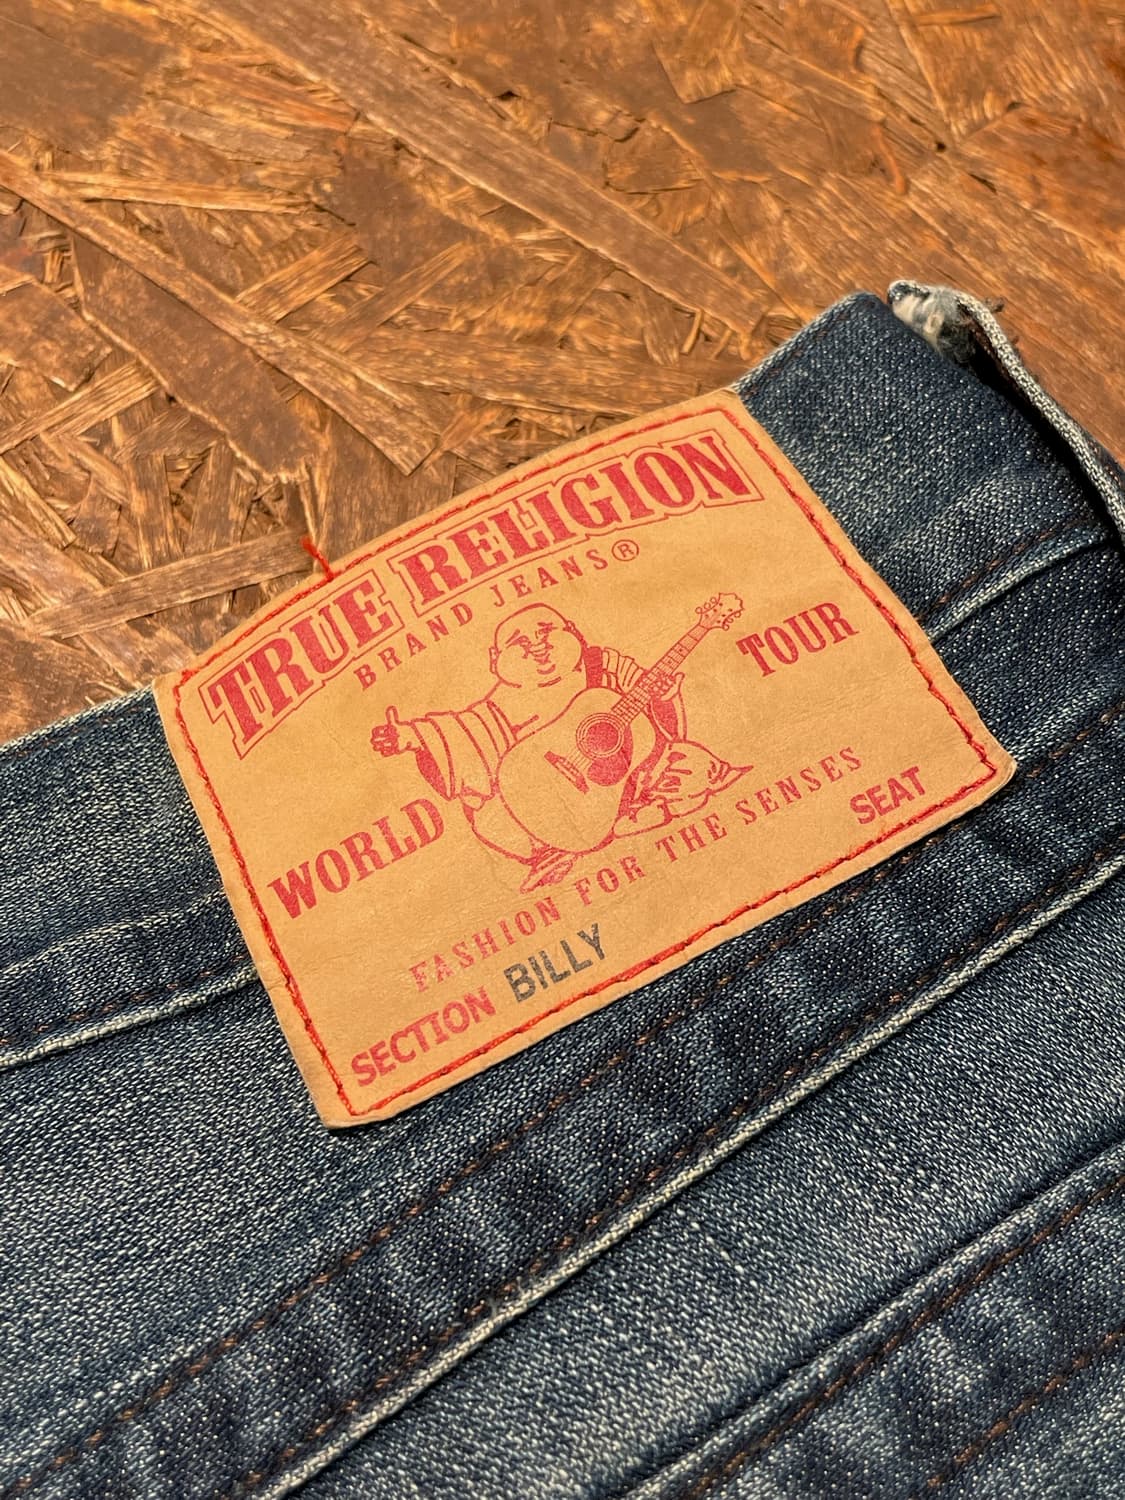 TRUE RELIGION
BRAND JEANS®
WORLD TOUR
FASHION FOR THE SENSES
SECTION BILLY SEAT